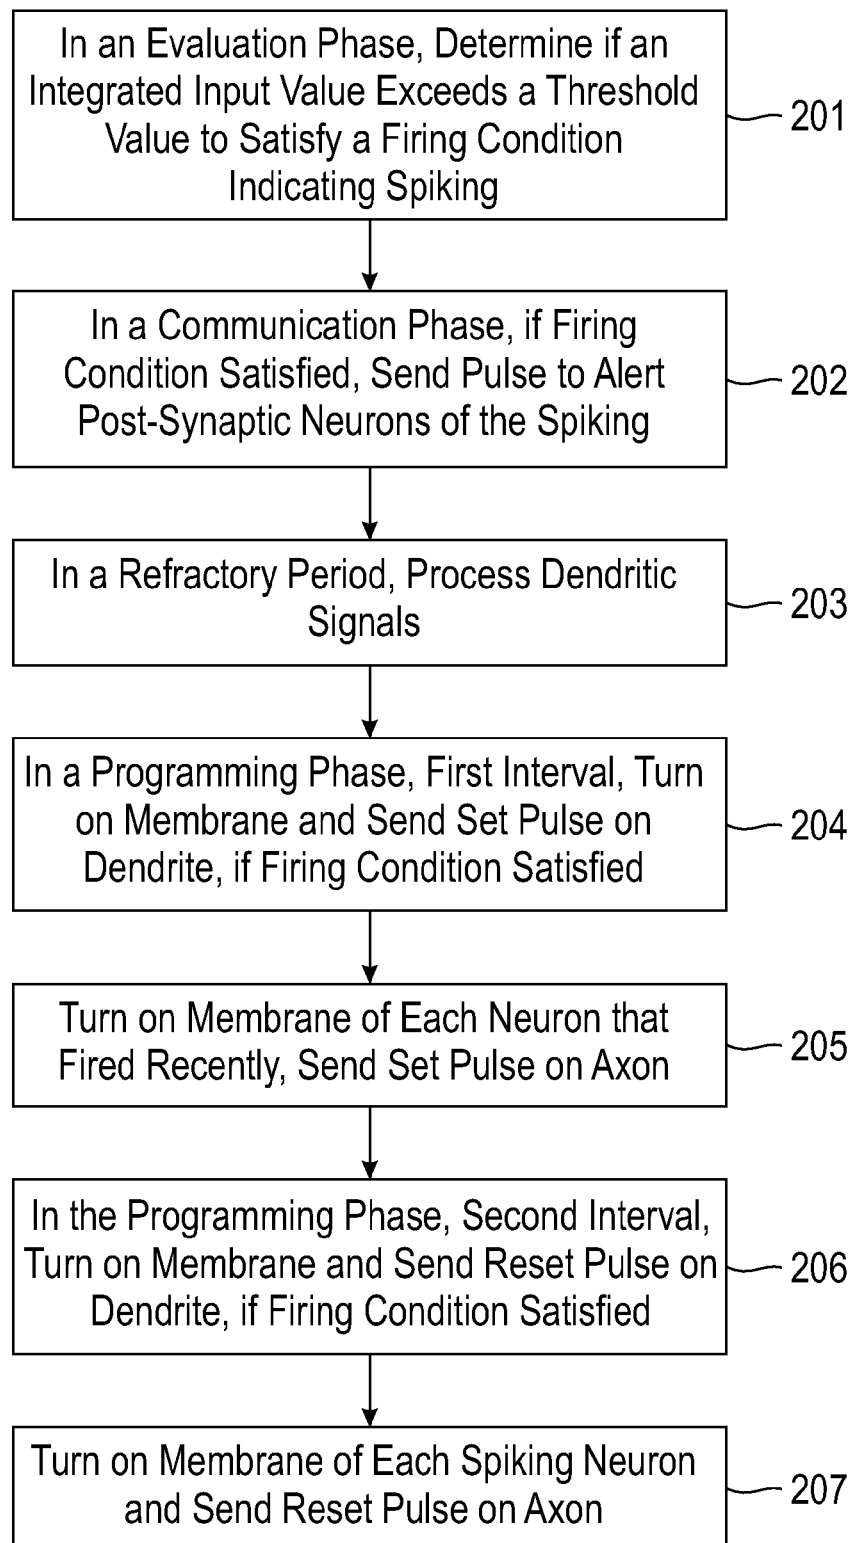 In an Evaluation Phase, Determine if an
Integrated Input Value Exceeds a Threshold
Value to Satisfy a Firing Condition
Indicating Spiking
201
In a Communication Phase, if Firing
Condition Satisfied, Send Pulse to Alert
Post-Synaptic Neurons of the Spiking
202
In a Refractory Period, Process Dendritic
Signals
203
In a Programming Phase, First Interval, Turn
on Membrane and Send Set Pulse on
Dendrite, if Firing Condition Satisfied
204
Turn on Membrane of Each Neuron that
Fired Recently, Send Set Pulse on Axon
205
In the Programming Phase, Second Interval,
Turn on Membrane and Send Reset Pulse on
Dendrite, if Firing Condition Satisfied
206
Turn on Membrane of Each Spiking Neuron
and Send Reset Pulse on Axon
207